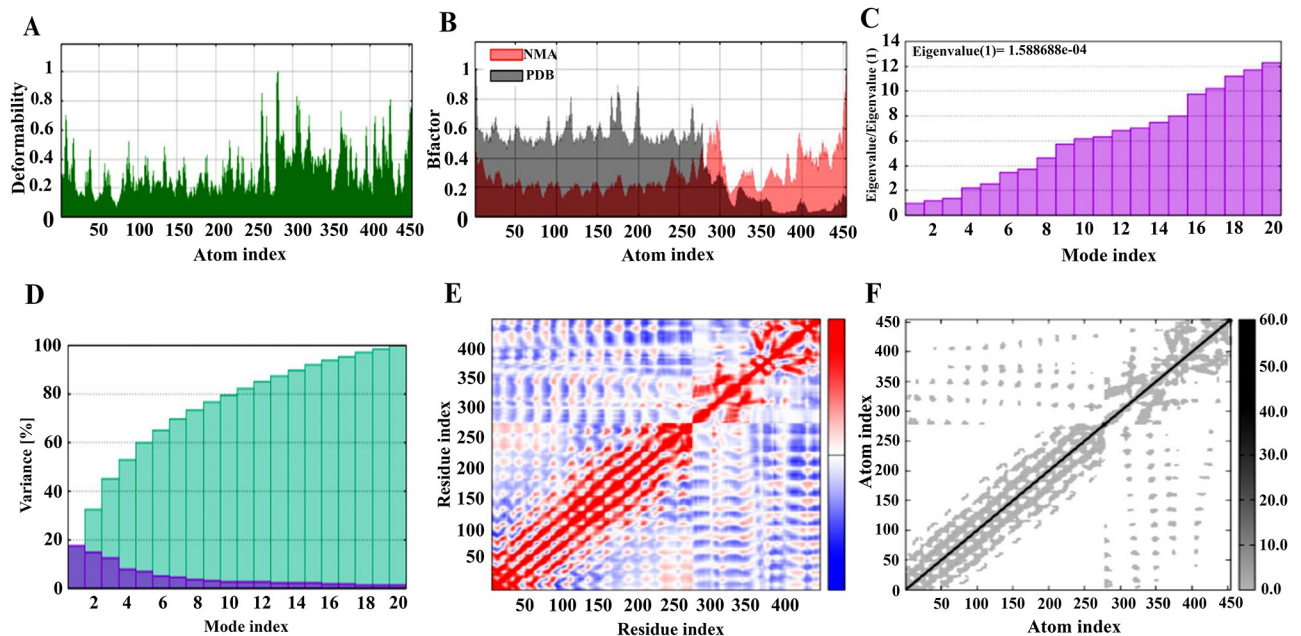 A
Deformability
1
0.8
0.6
0.4
0.2
0
50 100 150 200 250 300 350 400 450
Atom index
B
NMA
PDB
Bfactor
1
0.8
0.6
0.4
0.2
0
50 100 150 200 250 300 350 400 450
Atom index
C
Eigenvalue(1)= 1.588688e-04
Eigenvalue/Eigenvalue (1)
14
12
10
8
6
4
2
0
2 4 6 8 10 12 14 16 18 20
Mode index
D
Variance [%]
100
80
60
40
20
0
2 4 6 8 10 12 14 16 18 20
Mode index
E
Residue index
400
350
300
250
200
150
100
50
50 100 150 200 250 300 350 400
Residue index
F
Atom index
450
400
350
300
250
200
150
100
50
0
50 100 150 200 250 300 350 400 450
Atom index
60.0
50.0
40.0
30.0
20.0
10.0
0.0